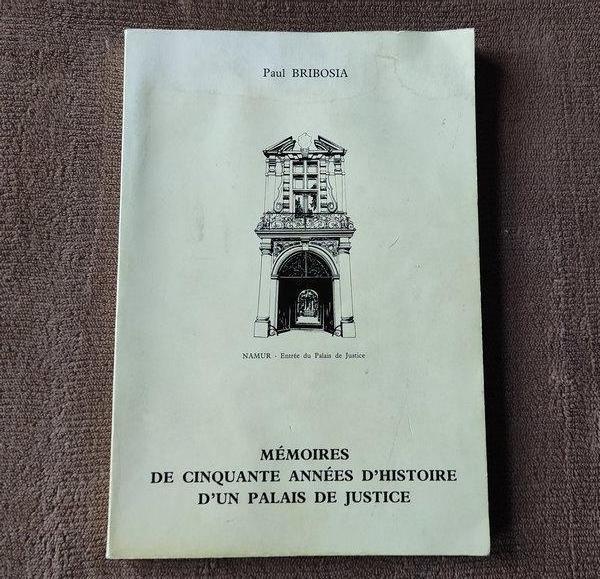 Paul BRIBOSIA
NAMUR - Entrée du Palais de Justice
MÉMOIRES
DE CINQUANTE ANNÉES D'HISTOIRE
D'UN PALAIS DE JUSTICE